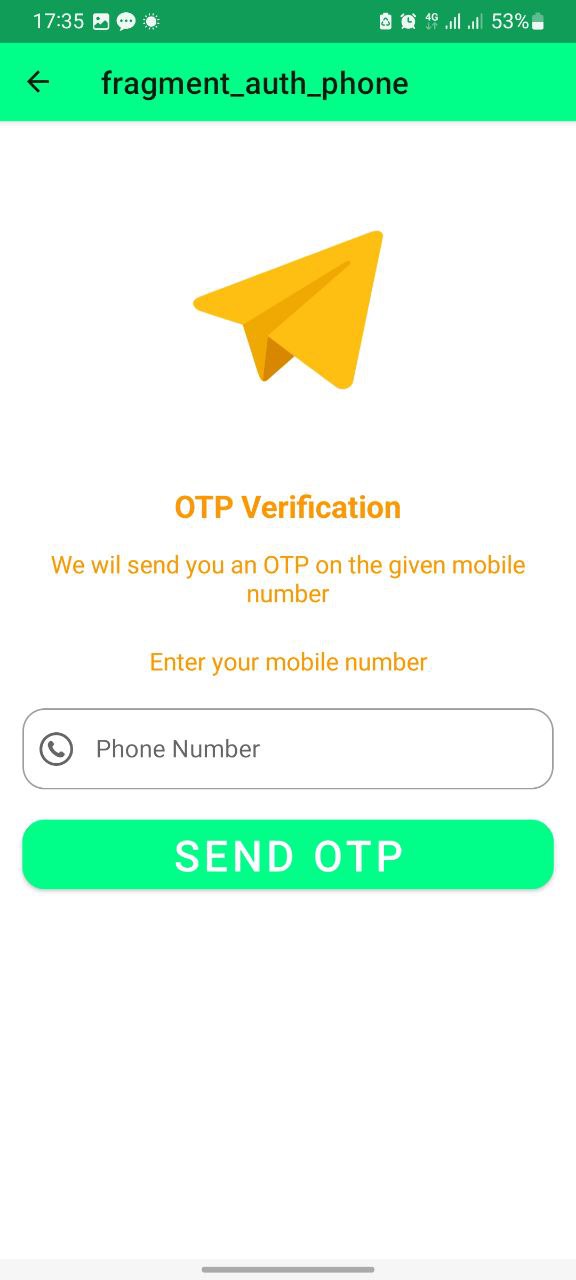 17:35 4G 53%
fragment_auth_phone
OTP Verification
We wil send you an OTP on the given mobile
number
Enter your mobile number
Phone Number
SEND OTP